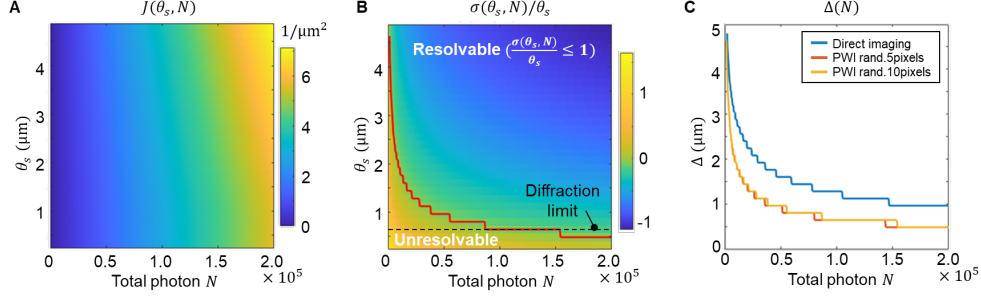 A
J(θs, N)
1/μm²
6
4
2
0
θs (μm)
4
3
2
1
0
0.5
1.0
1.5
2.0
Total photon N
× 10⁵
B
σ(θs, N)/θs
Resolvable (σ(θs,N)/θs ≤ 1)
Diffraction
limit
Unresolvable
1
0
-1
θs (μm)
4
3
2
1
0
0.5
1.0
1.5
2.0
Total photon N
× 10⁵
C
Δ(N)
Direct imaging
PWI rand.5pixels
PWI rand.10pixels
Δ (μm)
5
4
3
2
1
0
0
0.5
1.0
1.5
2.0
Total photon N
× 10⁵